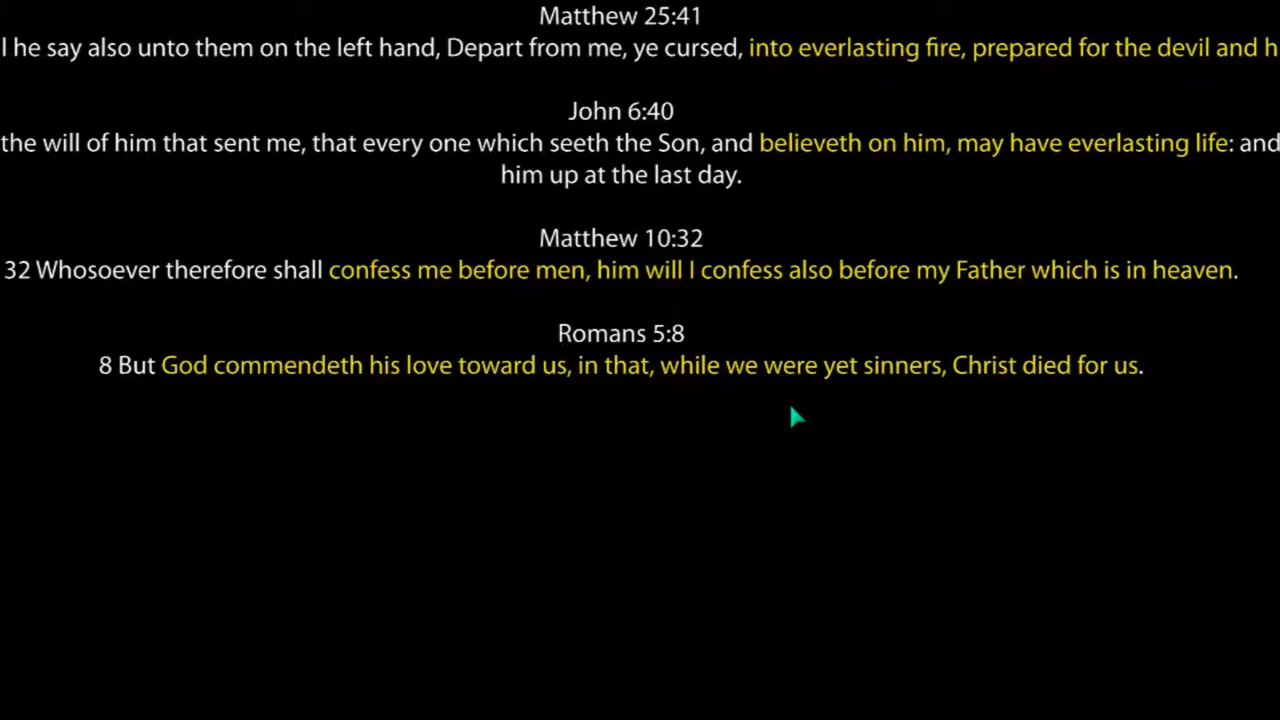 Matthew 25:41
l he say also unto them on the left hand, Depart from me, ye cursed, into everlasting fire, prepared for the devil and h
John 6:40
the will of him that sent me, that every one which seeth the Son, and believeth on him, may have everlasting life: and
him up at the last day.
Matthew 10:32
32 Whosoever therefore shall confess me before men, him will I confess also before my Father which is in heaven.
Romans 5:8
8 But God commendeth his love toward us, in that, while we were yet sinners, Christ died for us.